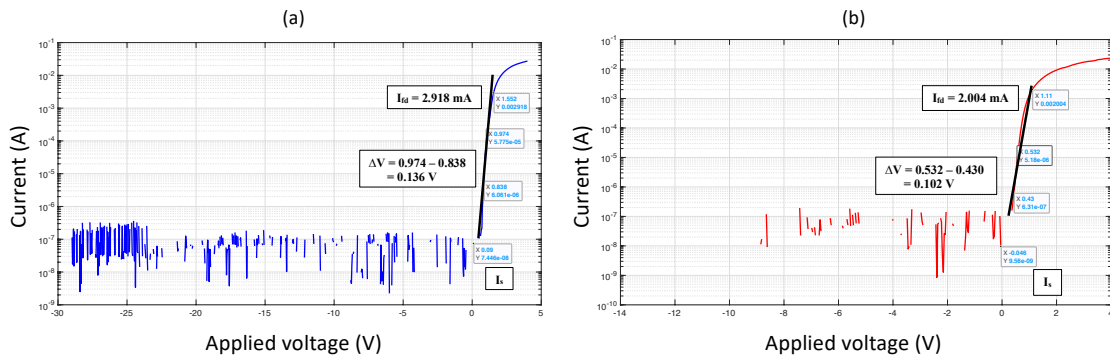 (a)
Current (A)
10^-1
10^-2
10^-3
10^-4
10^-5
10^-6
10^-7
10^-8
10^-9
I_fd = 2.918 mA
X 1.552
Y 0.002918
X 0.974
Y 5.775e-05
ΔV = 0.974 – 0.838
= 0.136 V
X 0.838
Y 6.061e-06
X 0.09
Y 7.446e-08
I_s
-30 -25 -20 -15 -10 -5 0 5
Applied voltage (V)
(b)
Current (A)
10^-1
10^-2
10^-3
10^-4
10^-5
10^-6
10^-7
10^-8
10^-9
10^-10
I_fd = 2.004 mA
X 1.11
Y 0.002004
X 0.532
Y 5.18e-06
ΔV = 0.532 – 0.430
= 0.102 V
X 0.43
Y 6.31e-07
X -0.046
Y 9.56e-09
I_s
-14 -12 -10 -8 -6 -4 -2 0 2 4
Applied voltage (V)